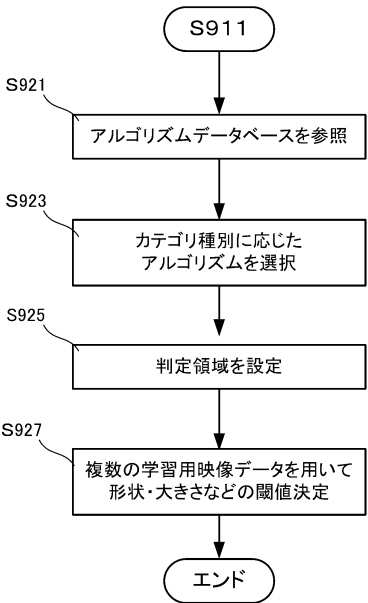 S911
S921
アルゴリズムデータベースを参照
S923
カテゴリ種別に応じた
アルゴリズムを選択
S925
判定領域を設定
S927
複数の学習用映像データを用いて
形状・大きさなどの閾値決定
エンド